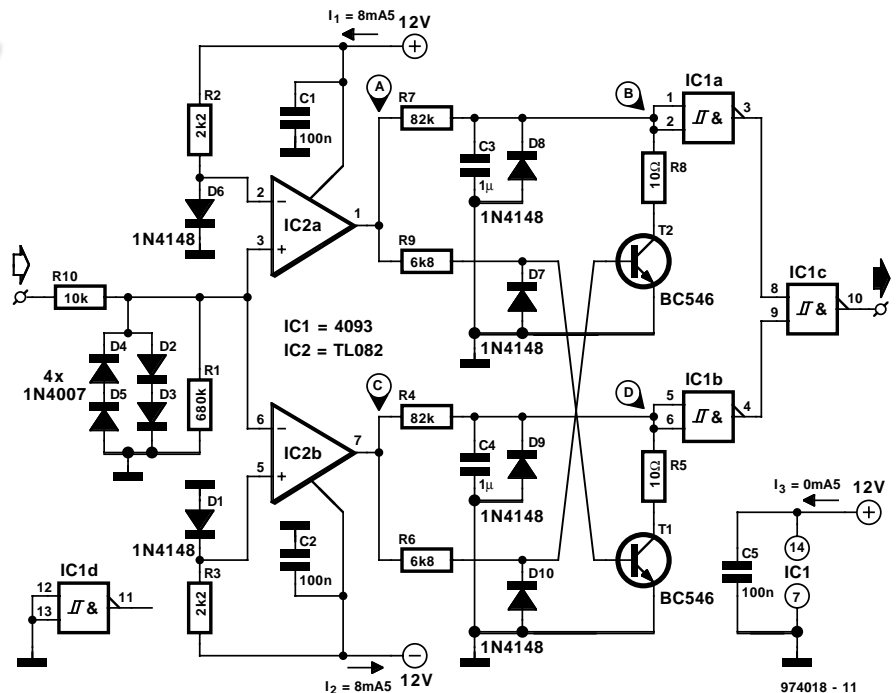 I1 = 8mA5
12V
IC1a
R2
2k2
C1
100n
A
R7
82k
B
1
2
&
3
D6
1N4148
2
3
IC2a
1
C3
1µ
D8
1N4148
10Ω
R8
T2
BC546
R9
6k8
D7
1N4148
IC1c
8
9
&
10
R10
10k
IC1 = 4093
IC2 = TL082
D4
D2
4x
1N4007
D5
D3
R1
680k
C
R4
82k
D
5
6
&
4
IC1b
6
5
IC2b
7
C4
1µ
D9
1N4148
10Ω
R5
I3 = 0mA5
12V
D1
1N4148
C2
100n
R6
6k8
T1
BC546
D10
1N4148
C5
100n
14
IC1
7
IC1d
12
13
&
11
R3
2k2
I2 = 8mA5
12V
974018 - 11